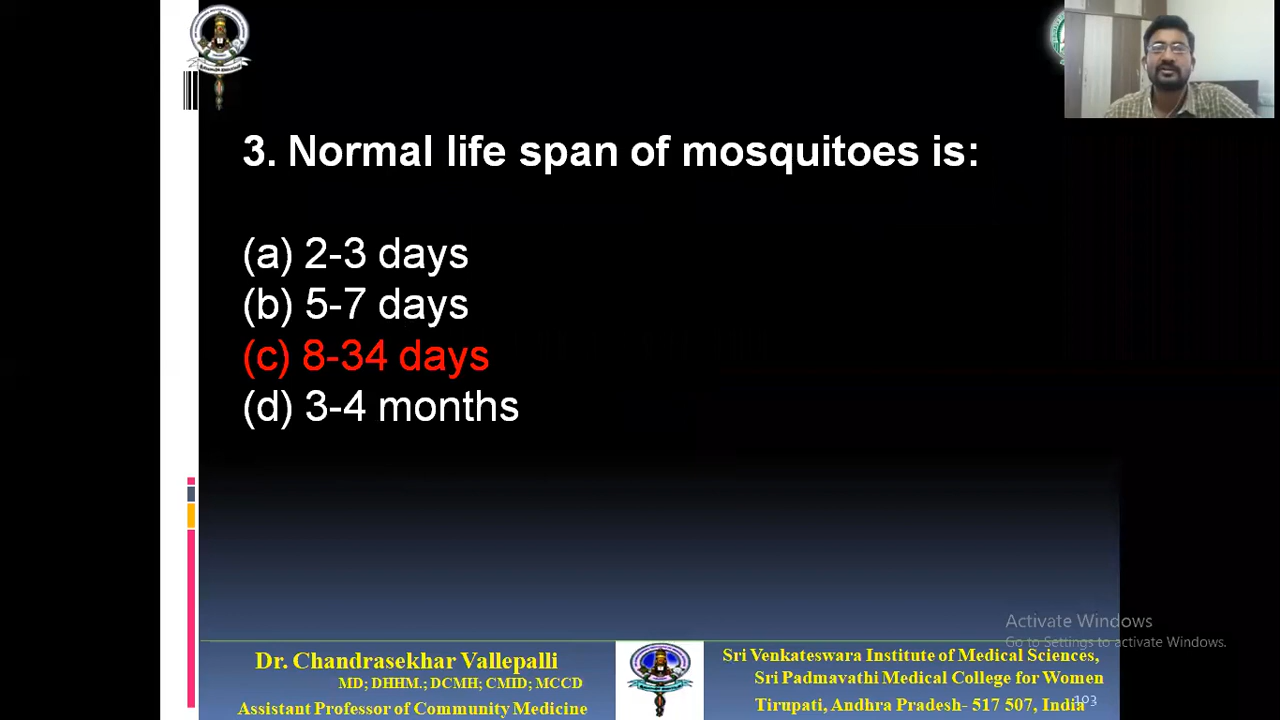 3. Normal life span of mosquitoes is:
(a) 2-3 days
(b) 5-7 days
(c) 8-34 days
(d) 3-4 months
Activate Windows
Go to Settings to activate Windows.
Dr. Chandrasekhar Vallepalli
MD; DHHM.; DCMH; CMID; MCCD
Assistant Professor of Community Medicine
Sri Venkateswara Institute of Medical Sciences,
Sri Padmavathi Medical College for Women
Tirupati, Andhra Pradesh- 517 507, India
103